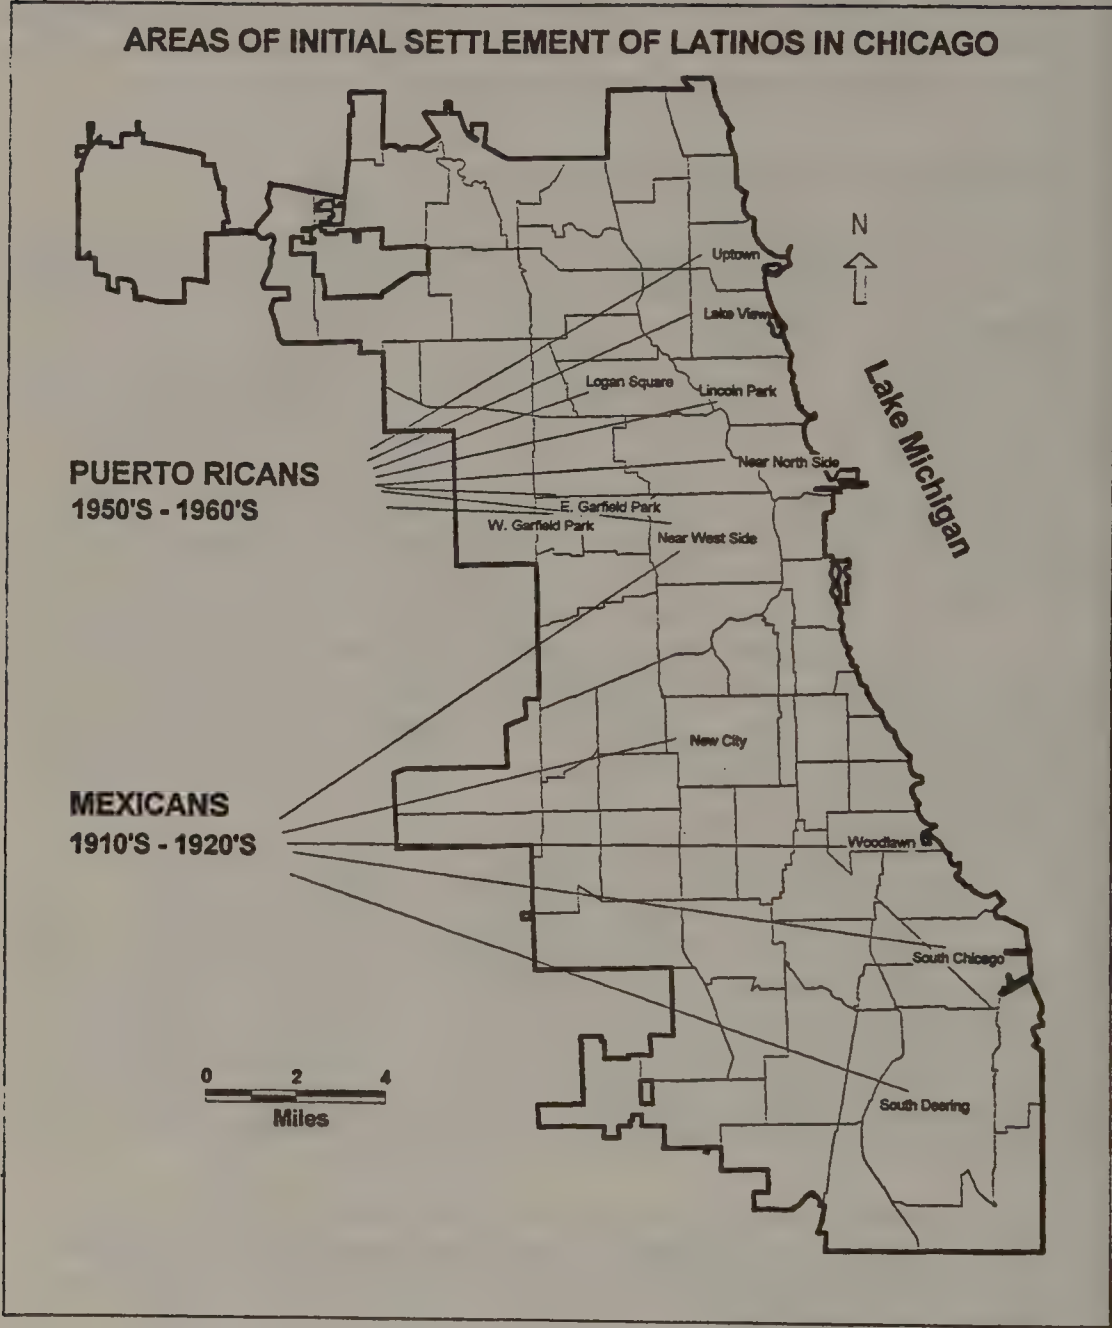 AREAS OF INITIAL SETTLEMENT OF LATINOS IN CHICAGO
N
Uptown
Lake View
Logan Square
Lincoln Park
Lake Michigan
Near North Side
PUERTO RICANS
1950'S - 1960'S
E. Garfield Park
W. Garfield Park
Near West Side
New City
MEXICANS
1910'S - 1920'S
Woodlawn
South Chicago
0 2 4
Miles
South Deering